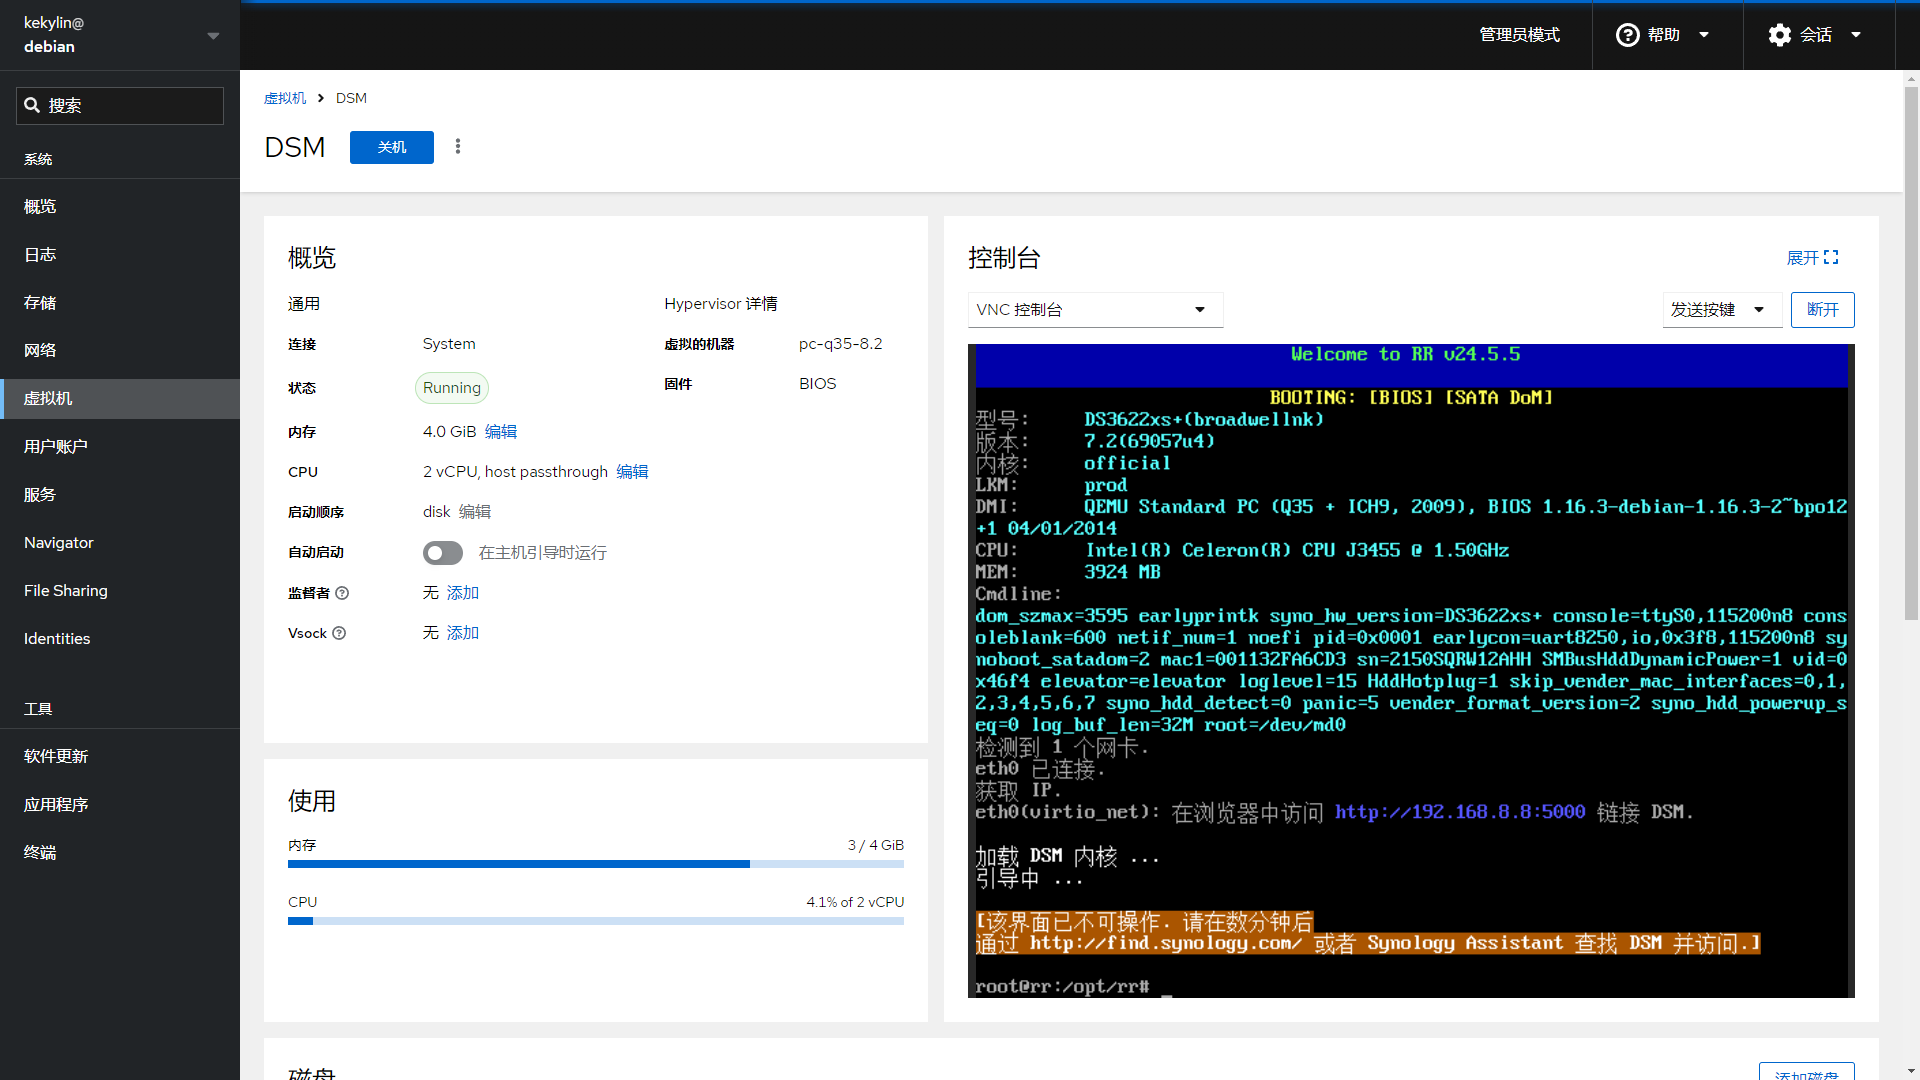 kekylin@
debian
管理员模式
帮助
会话
搜索
系统
概览
日志
存储
网络
虚拟机
用户账户
服务
Navigator
File Sharing
Identities
工具
软件更新
应用程序
终端
虚拟机 > DSM
DSM 关机
概览
通用
连接 System
状态 Running
内存 4.0 GiB 编辑
CPU 2 vCPU, host passthrough 编辑
启动顺序 disk 编辑
自动启动 在主机引导时运行
监督者 无 添加
Vsock 无 添加
Hypervisor 详情
虚拟的机器 pc-q35-8.2
固件 BIOS
使用
内存 3 / 4 GiB
CPU 4.1% of 2 vCPU
控制台 展开
VNC 控制台 发送按键 断开
Welcome to RR v24.5.5
BOOTING: [BIOS] [SATA DoM]
型号: DS3622xs+(broadwellnk)
版本: 7.2(69057u4)
内核: official
LKM: prod
DMI: QEMU Standard PC (Q35 + ICH9, 2009), BIOS 1.16.3-debian-1.16.3-2~bpo12
+1 04/01/2014
CPU: Intel(R) Celeron(R) CPU J3455 @ 1.50GHz
MEM: 3924 MB
Cmdline:
dom_szmax=3595 earlyprintk syno_hw_version=DS3622xs+ console=ttyS0,115200n8 cons
oleblank=600 netif_num=1 noefi pid=0x0001 earlycon=uart8250,io,0x3f8,115200n8 sy
noboot_satadom=2 mac1=001132FA6CD3 sn=2150SQRW12AHH SMBusHddDynamicPower=1 vid=0
x46f4 elevator=elevator loglevel=15 HddHotplug=1 skip_vender_mac_interfaces=0,1,
2,3,4,5,6,7 syno_hdd_detect=0 panic=5 vender_format_version=2 syno_hdd_powerup_s
eq=0 log_buf_len=32M root=/dev/md0
检测到 1 个网卡.
eth0 已连接.
获取 IP.
eth0(virtio_net): 在浏览器中访问 http://192.168.8.8:5000 链接 DSM.
加载 DSM 内核 ...
引导中 ...
[该界面已不可操作. 请在数分钟后
通过 http://find.synology.com/ 或者 Synology Assistant 查找 DSM 并访问.]
root@rr:/opt/rr# _
磁盘 添加磁盘